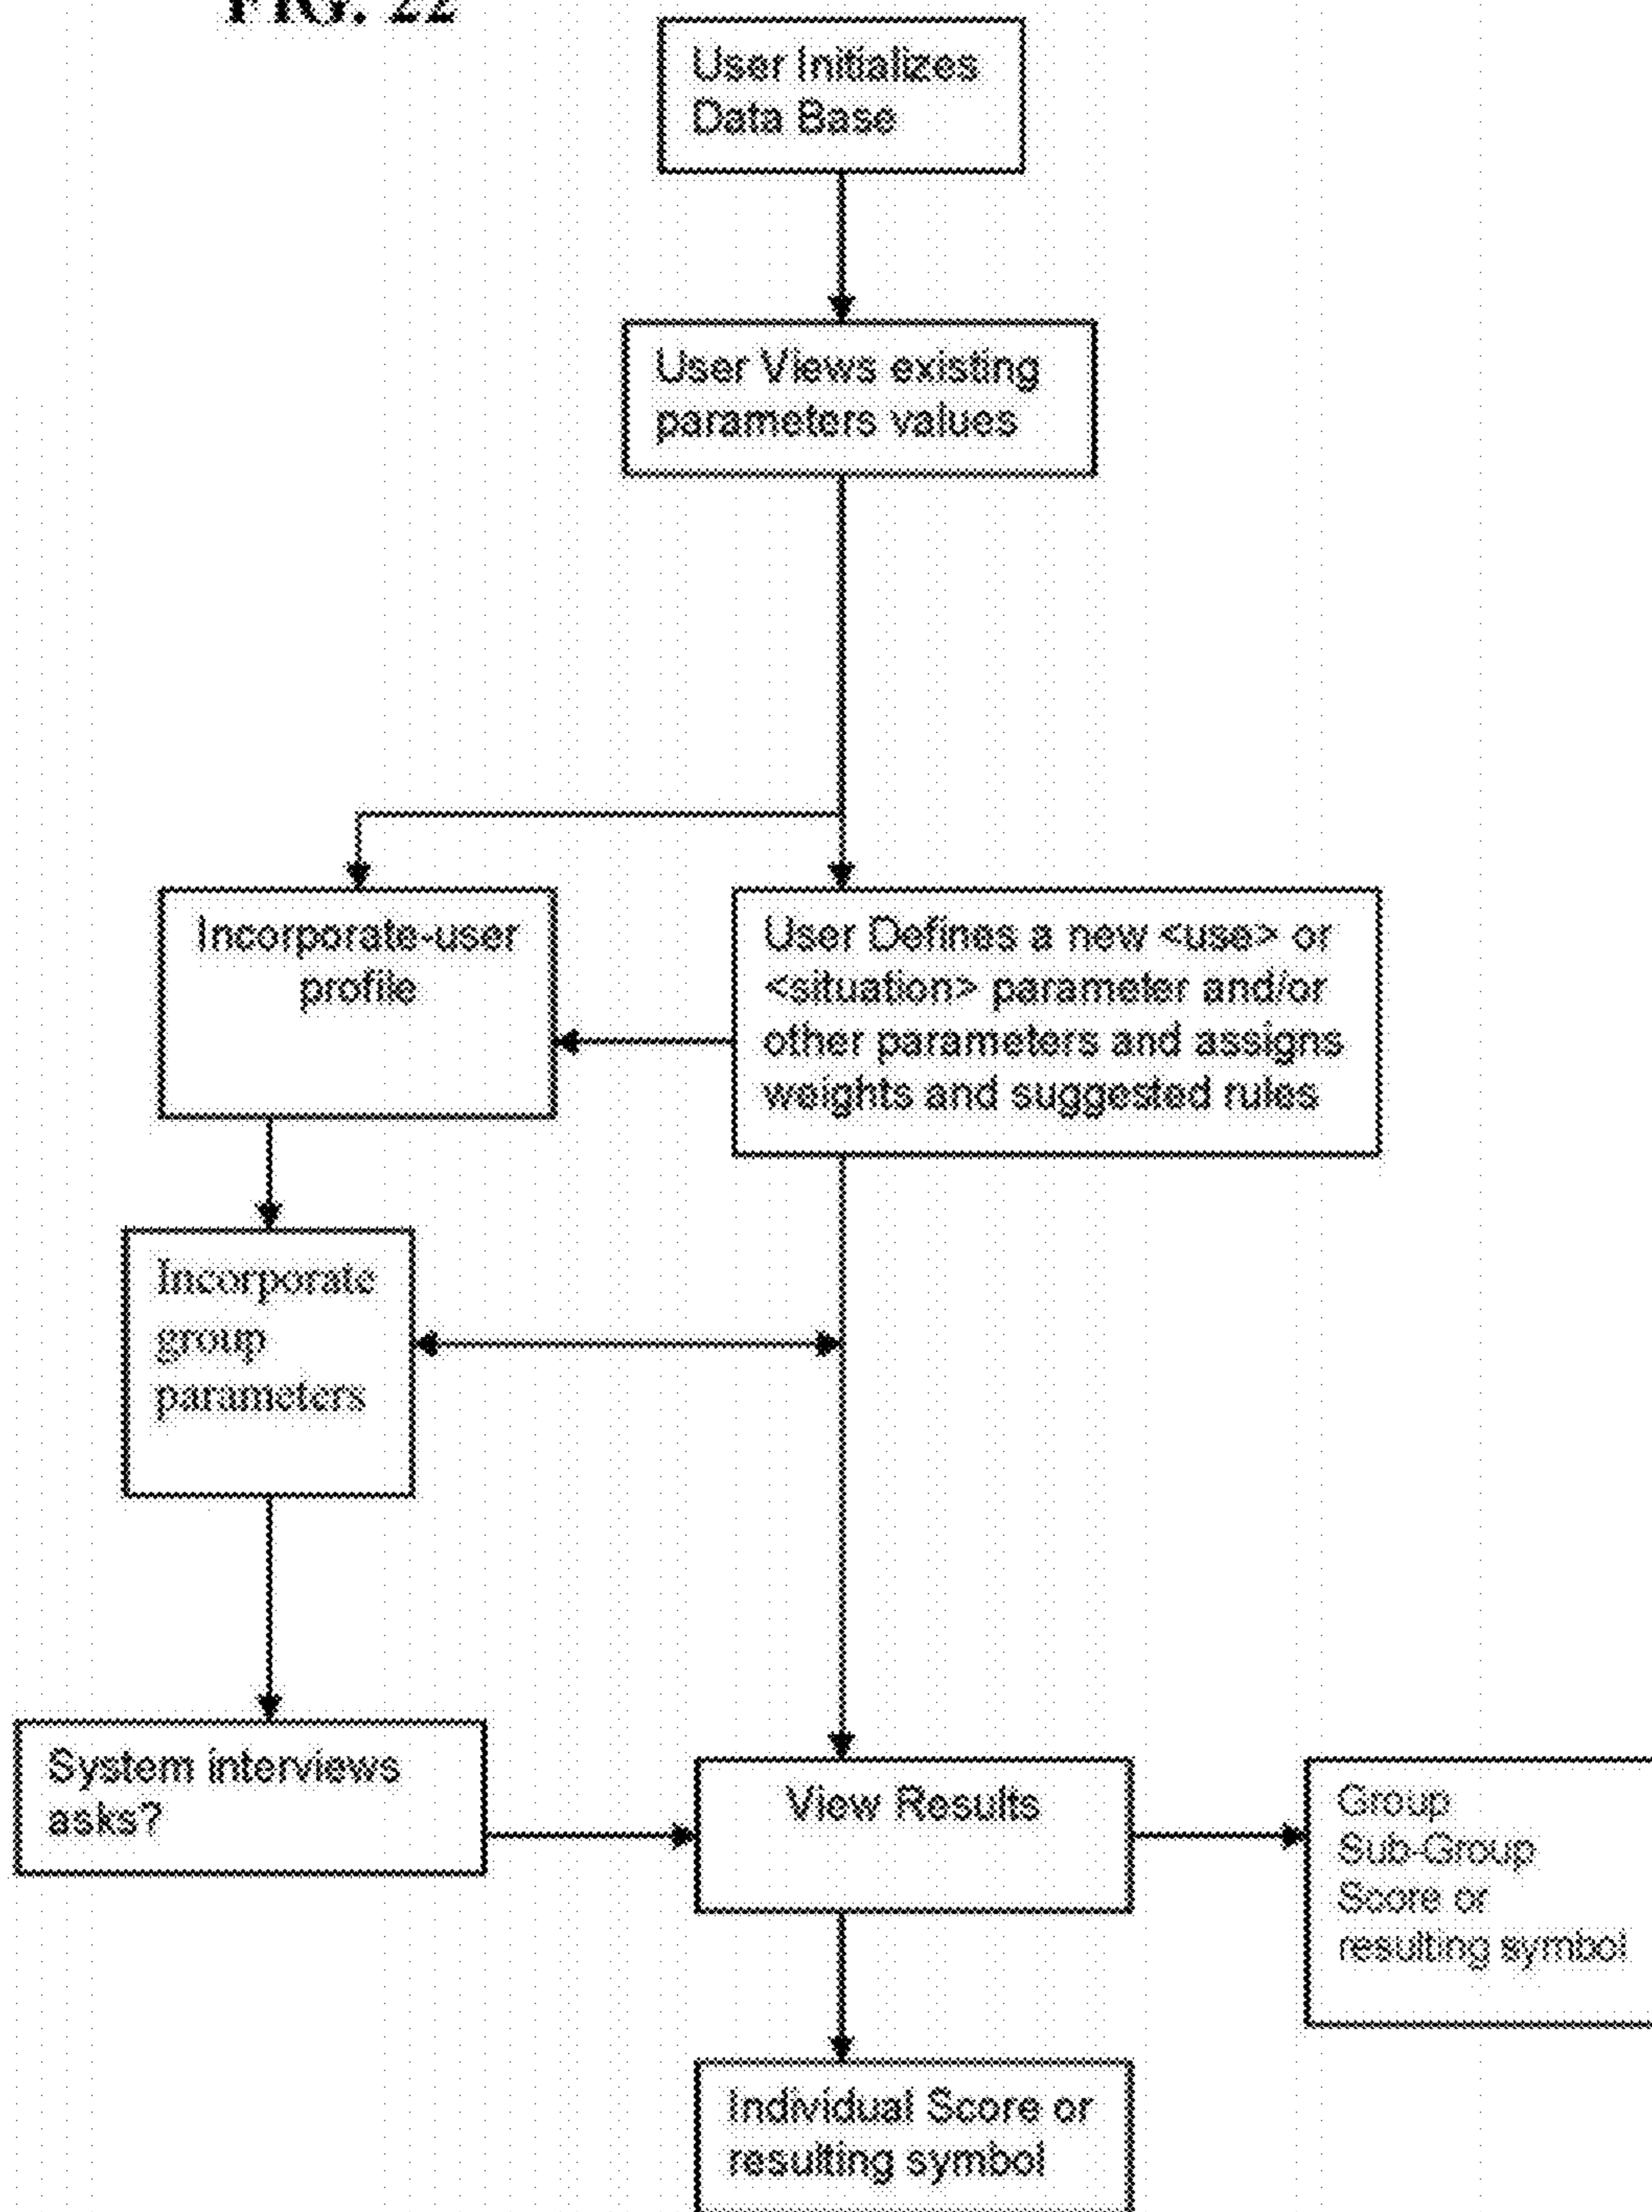 FIG. 22
User Initializes
Data Base
User Views existing
parameters values
Incorporate-user
profile
User Defines a new <use> or
<situation> parameter and/or
other parameters and assigns
weights and suggested rules
Incorporate
group
parameters
System interviews
asks?
View Results
Group
Sub-Group
Score or
resulting symbol
Individual Score or
resulting symbol